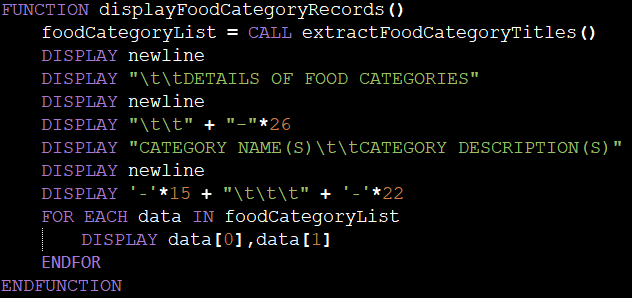 FUNCTION displayFoodCategoryRecords()
foodCategoryList = CALL extractFoodCategoryTitles()
DISPLAY newline
DISPLAY "\t\tDETAILS OF FOOD CATEGORIES"
DISPLAY newline
DISPLAY "\t\t" + "-"*26
DISPLAY "CATEGORY NAME(S)\t\tCATEGORY DESCRIPTION(S)"
DISPLAY newline
DISPLAY '-'*15 + "\t\t\t" + '-'*22
FOR EACH data IN foodCategoryList
DISPLAY data[0],data[1]
ENDFOR
ENDFUNCTION